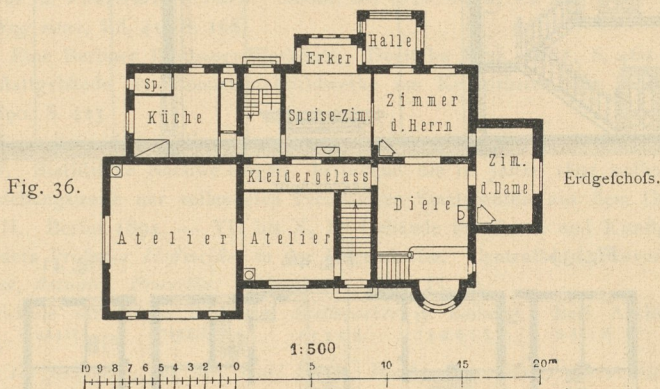 Halle
Erker
Sp.
Küche
Speise-Zim.
Zimmer
d. Herrn
Zim.
d. Dame
Fig. 36.
Erdgeſchoſs.
Kleidergelass
Diele
Atelier
Atelier
1:500
10 9 8 7 6 5 4 3 2 1 0 5 10 15 20m